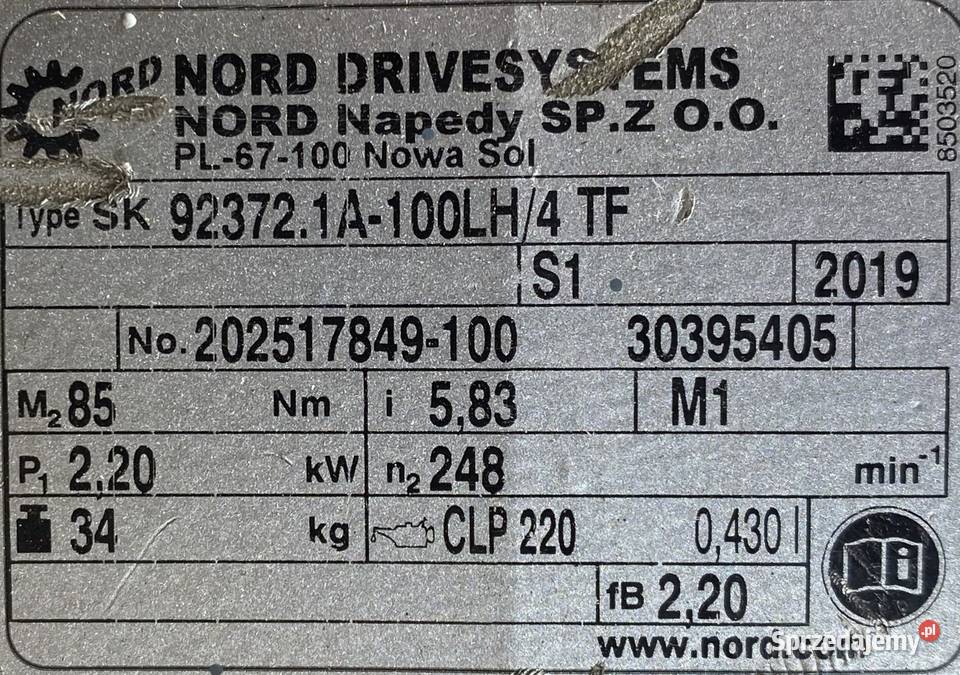 NORD
NORD DRIVESYSTEMS
NORD Napedy SP.Z O.O.
PL-67-100 Nowa Sol
8503520
Type SK 92372.1A-100LH/4 TF
S1 2019
No. 202517849-100 30395405
M2 85 Nm i 5,83 M1
P1 2,20 kW n2 248 min-1
34 kg CLP 220 0,430 l
fB 2,20
www.nord.com
Sprzedajemy.pl